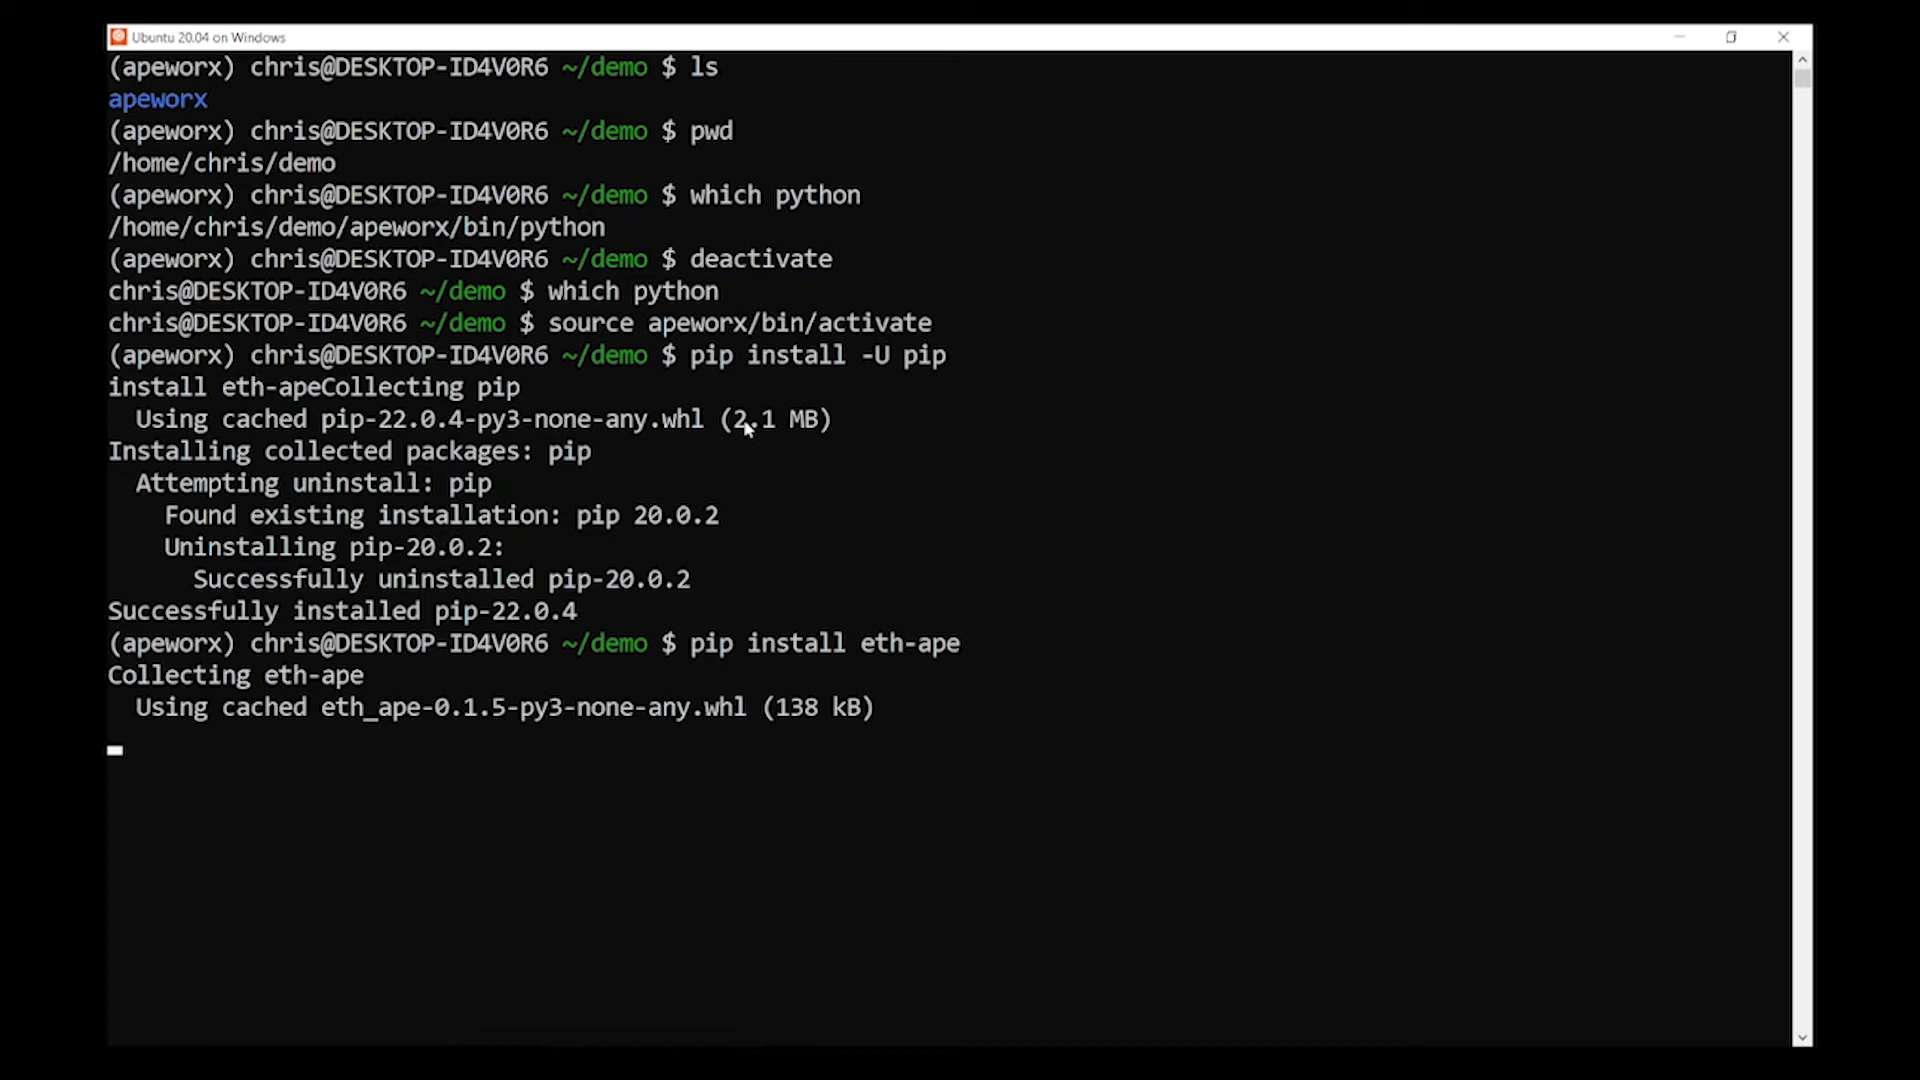 Ubuntu 20.04 on Windows
(apeworx) chris@DESKTOP-ID4V0R6 ~/demo $ ls
apeworx
(apeworx) chris@DESKTOP-ID4V0R6 ~/demo $ pwd
/home/chris/demo
(apeworx) chris@DESKTOP-ID4V0R6 ~/demo $ which python
/home/chris/demo/apeworx/bin/python
(apeworx) chris@DESKTOP-ID4V0R6 ~/demo $ deactivate
chris@DESKTOP-ID4V0R6 ~/demo $ which python
chris@DESKTOP-ID4V0R6 ~/demo $ source apeworx/bin/activate
(apeworx) chris@DESKTOP-ID4V0R6 ~/demo $ pip install -U pip
install eth-apeCollecting pip
  Using cached pip-22.0.4-py3-none-any.whl (2.1 MB)
Installing collected packages: pip
  Attempting uninstall: pip
    Found existing installation: pip 20.0.2
    Uninstalling pip-20.0.2:
      Successfully uninstalled pip-20.0.2
Successfully installed pip-22.0.4
(apeworx) chris@DESKTOP-ID4V0R6 ~/demo $ pip install eth-ape
Collecting eth-ape
  Using cached eth_ape-0.1.5-py3-none-any.whl (138 kB)